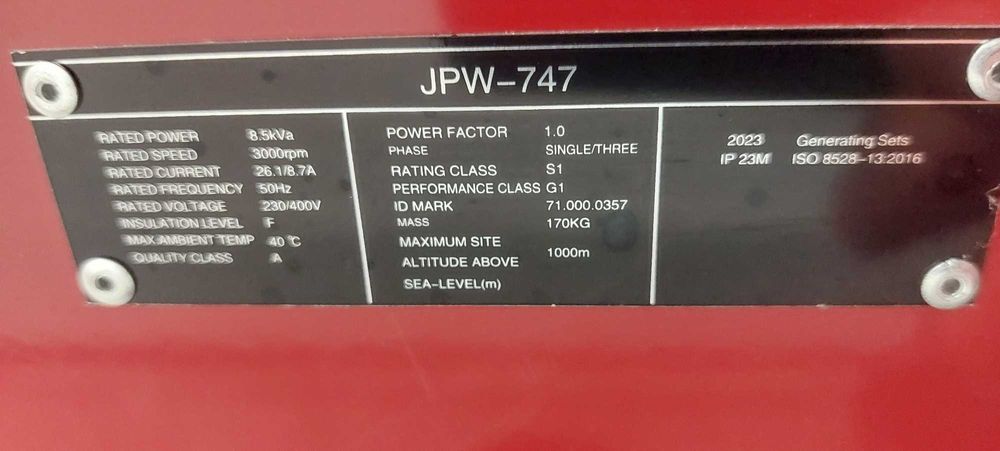 JPW-747
RATED POWER 8.5kVa
RATED SPEED 3000rpm
RATED CURRENT 26.1/8.7A
RATED FREQUENCY 50Hz
RATED VOLTAGE 230/400V
INSULATION LEVEL F
MAX AMBIENT TEMP 40 ℃
QUALITY CLASS A
POWER FACTOR 1.0
PHASE SINGLE/THREE
RATING CLASS S1
PERFORMANCE CLASS G1
ID MARK 71.000.0357
MASS 170KG
MAXIMUM SITE
ALTITUDE ABOVE 1000m
SEA-LEVEL(m)
2023 Generating Sets
IP 23M ISO 8528-13:2016